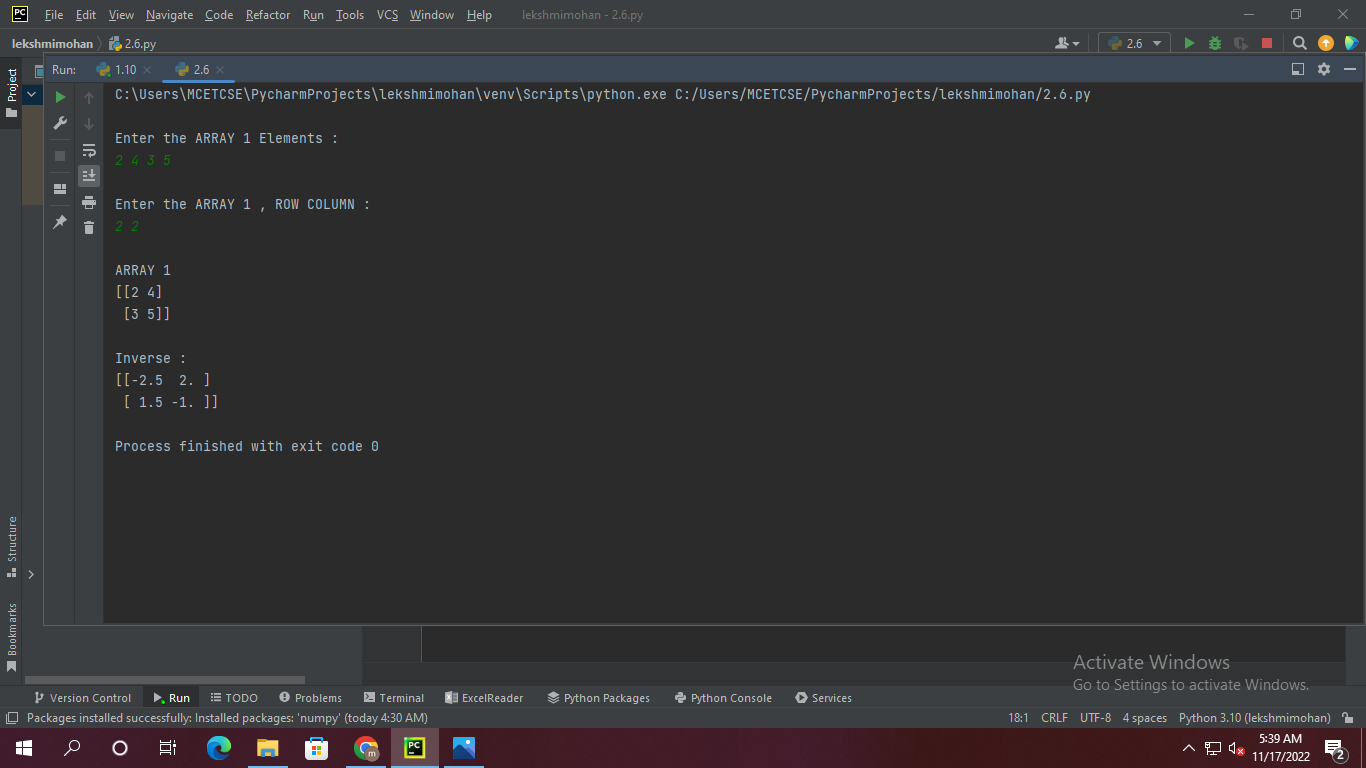 PC File Edit View Navigate Code Refactor Run Tools VCS Window Help lekshmimohan - 2.6.py
lekshmimohan 2.6.py 2.6
Run: 1.10 2.6
Project
C:\Users\MCETCSE\PycharmProjects\lekshmimohan\venv\Scripts\python.exe C:/Users/MCETCSE/PycharmProjects/lekshmimohan/2.6.py
Enter the ARRAY 1 Elements :
2 4 3 5
Enter the ARRAY 1 , ROW COLUMN :
2 2
ARRAY 1
[[2 4]
 [3 5]]
Inverse :
[[-2.5  2. ]
 [ 1.5 -1. ]]
Process finished with exit code 0
Structure
Bookmarks
Activate Windows
Go to Settings to activate Windows.
Version Control Run TODO Problems Terminal ExcelReader Python Packages Python Console Services
Packages installed successfully: Installed packages: 'numpy' (today 4:30 AM) 18:1 CRLF UTF-8 4 spaces Python 3.10 (lekshmimohan)
m PC 5:39 AM
11/17/2022 2